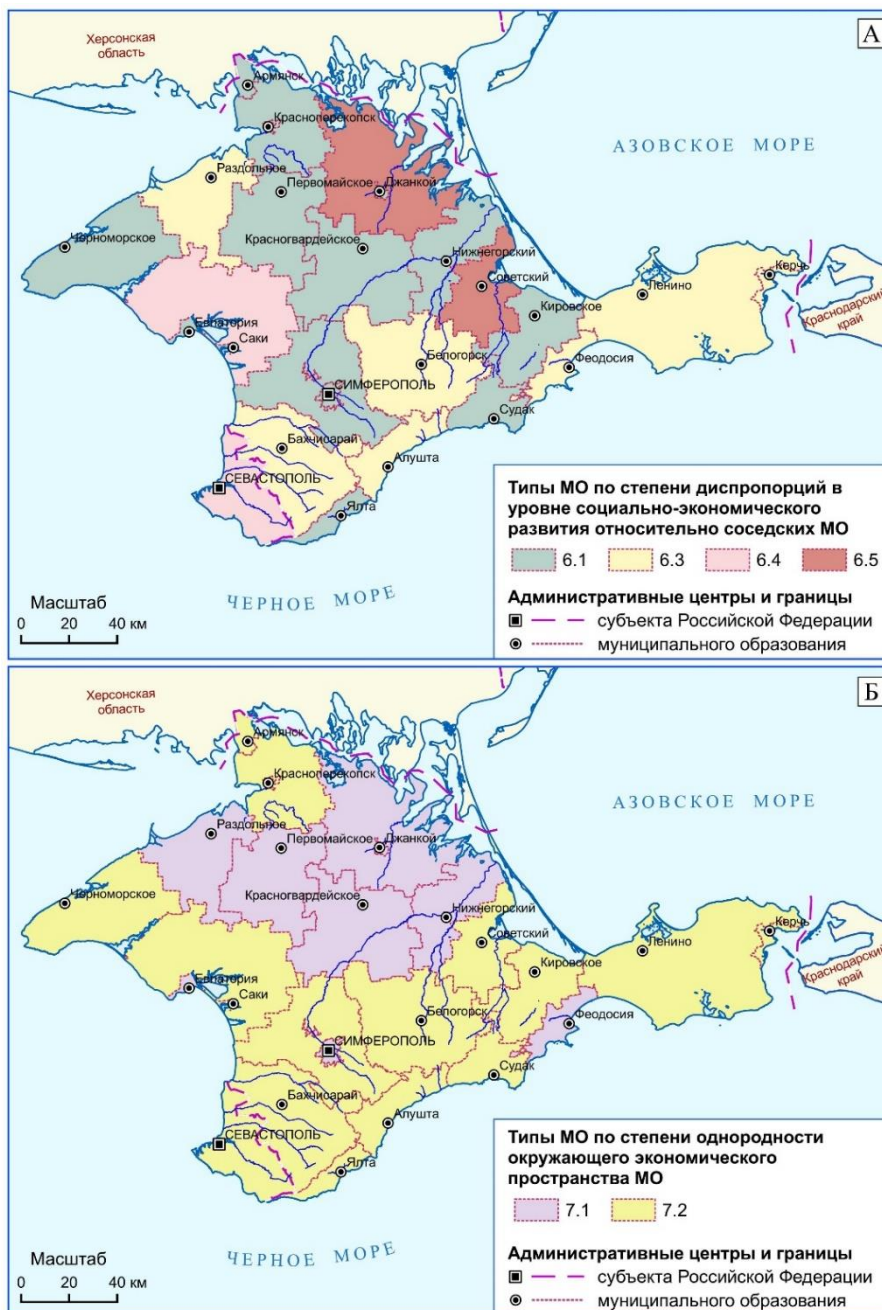 А
Херсонская
область
Армянск
Красноперекопск
АЗОВСКОЕ МОРЕ
Раздольное
Первомайское
Джанкой
Черноморское
Красногвардейское
Нижнегорский
Советский
Керчь
Ленино
Кировское
Краснодарский
край
Евпатория
Саки
Белогорск
Феодосия
СИМФЕРОПОЛЬ
Судак
Бахчисарай
Алушта
СЕВАСТОПОЛЬ
Ялта
ЧЕРНОЕ МОРЕ
Масштаб
0 20 40 км
Типы МО по степени диспропорций в
уровне социально-экономического
развития относительно соседских МО
6.1 6.3 6.4 6.5
Административные центры и границы
субъекта Российской Федерации
муниципального образования
Б
Херсонская
область
Армянск
Красноперекопск
АЗОВСКОЕ МОРЕ
Раздольное
Первомайское
Джанкой
Черноморское
Красногвардейское
Нижнегорский
Советский
Керчь
Ленино
Кировское
Краснодарский
край
Евпатория
Саки
Белогорск
Феодосия
СИМФЕРОПОЛЬ
Судак
Бахчисарай
Алушта
СЕВАСТОПОЛЬ
Ялта
ЧЕРНОЕ МОРЕ
Масштаб
0 20 40 км
Типы МО по степени однородности
окружающего экономического
пространства МО
7.1 7.2
Административные центры и границы
субъекта Российской Федерации
муниципального образования